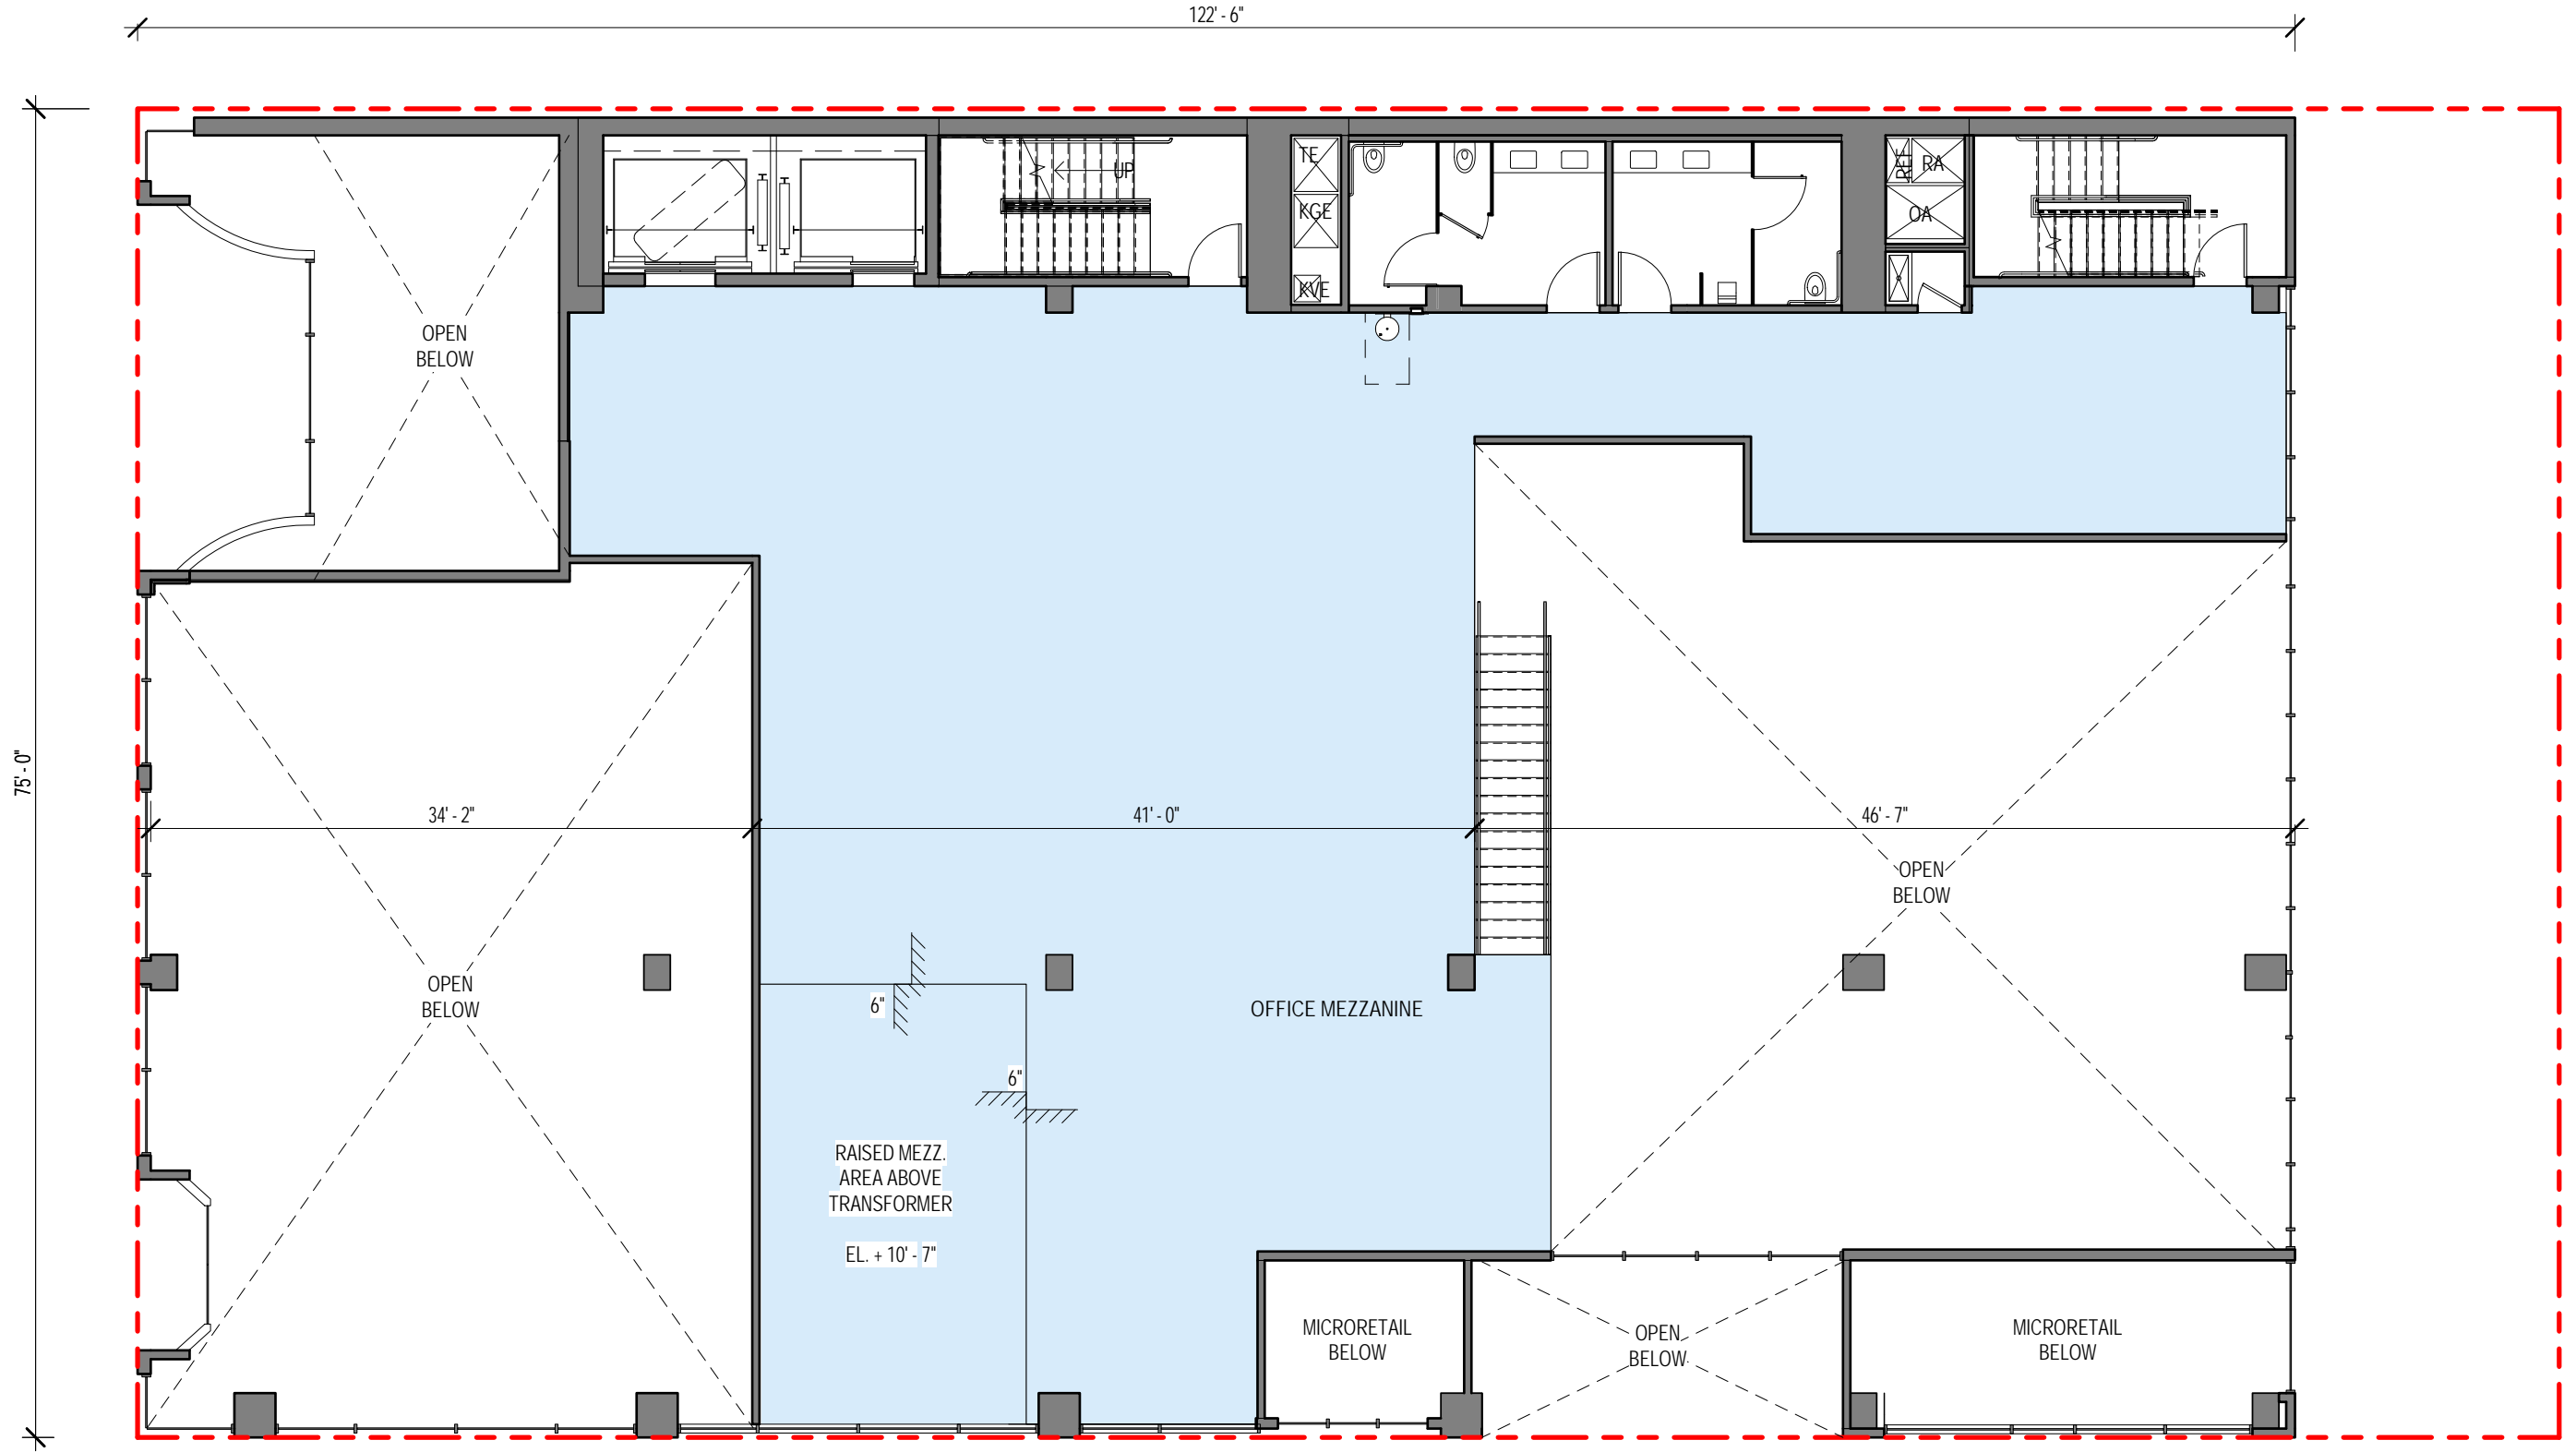 122' - 6"
75' - 0"
TE
KGE
KVE
UP
REF
RA
OA
OPEN
BELOW
34' - 2"
41' - 0"
46' - 7"
OPEN
BELOW
OPEN
BELOW
6"
OFFICE MEZZANINE
6"
RAISED MEZZ.
AREA ABOVE
TRANSFORMER
EL. + 10' - 7"
MICRORETAIL
BELOW
OPEN
BELOW
MICRORETAIL
BELOW